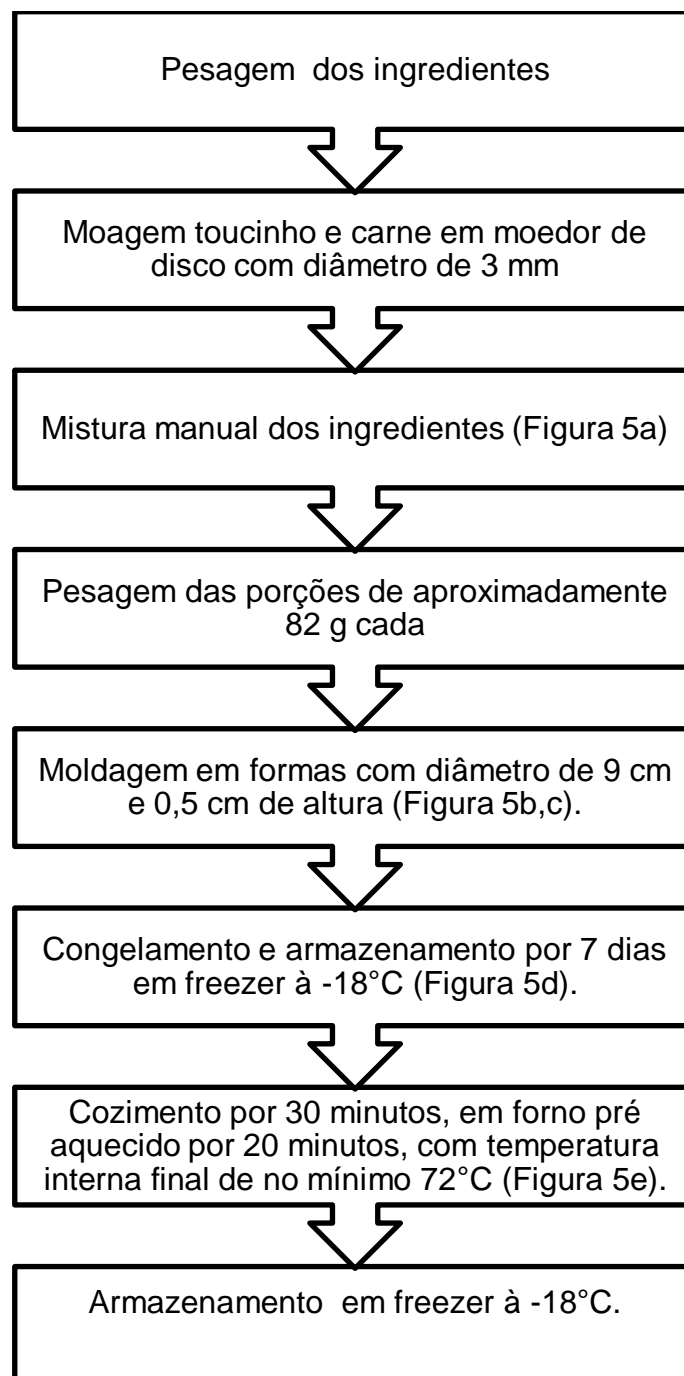 Pesagem dos ingredientes
Moagem toucinho e carne em moedor de
disco com diâmetro de 3 mm
Mistura manual dos ingredientes (Figura 5a)
Pesagem das porções de aproximadamente
82 g cada
Moldagem em formas com diâmetro de 9 cm
e 0,5 cm de altura (Figura 5b,c).
Congelamento e armazenamento por 7 dias
em freezer à -18°C (Figura 5d).
Cozimento por 30 minutos, em forno pré
aquecido por 20 minutos, com temperatura
interna final de no mínimo 72°C (Figura 5e).
Armazenamento em freezer à -18°C.